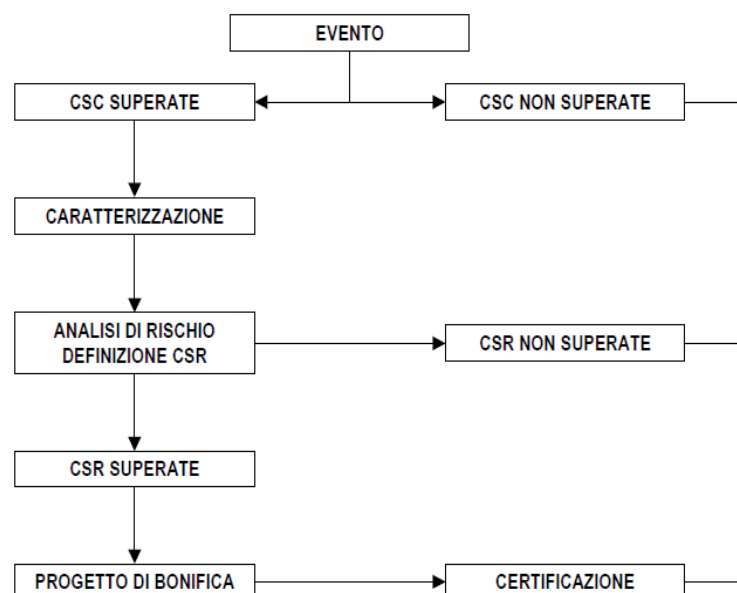 EVENTO
CSC SUPERATE
CSC NON SUPERATE
CARATTERIZZAZIONE
ANALISI DI RISCHIO
DEFINIZIONE CSR
CSR NON SUPERATE
CSR SUPERATE
PROGETTO DI BONIFICA
CERTIFICAZIONE